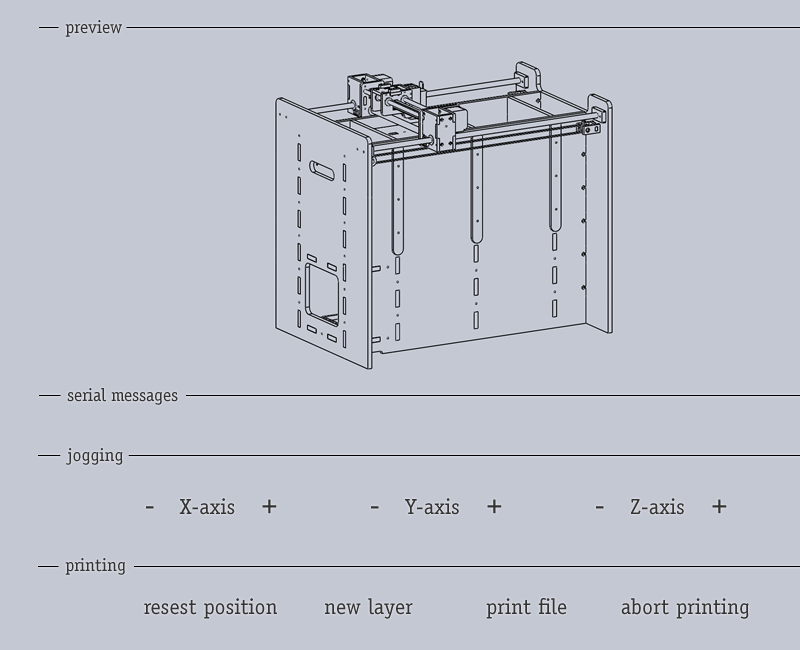 preview
serial messages
jogging
- X-axis + - Y-axis + - Z-axis +
printing
resest position new layer print file abort printing